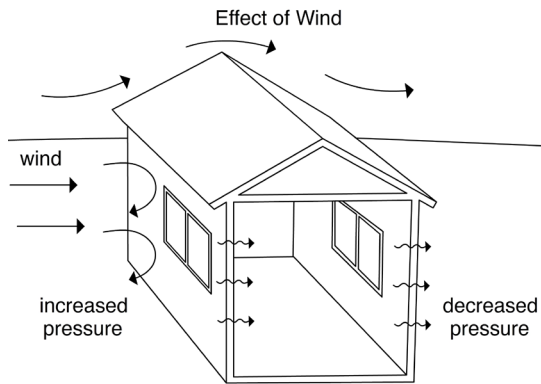 Effect of Wind
wind
increased
pressure
decreased
pressure